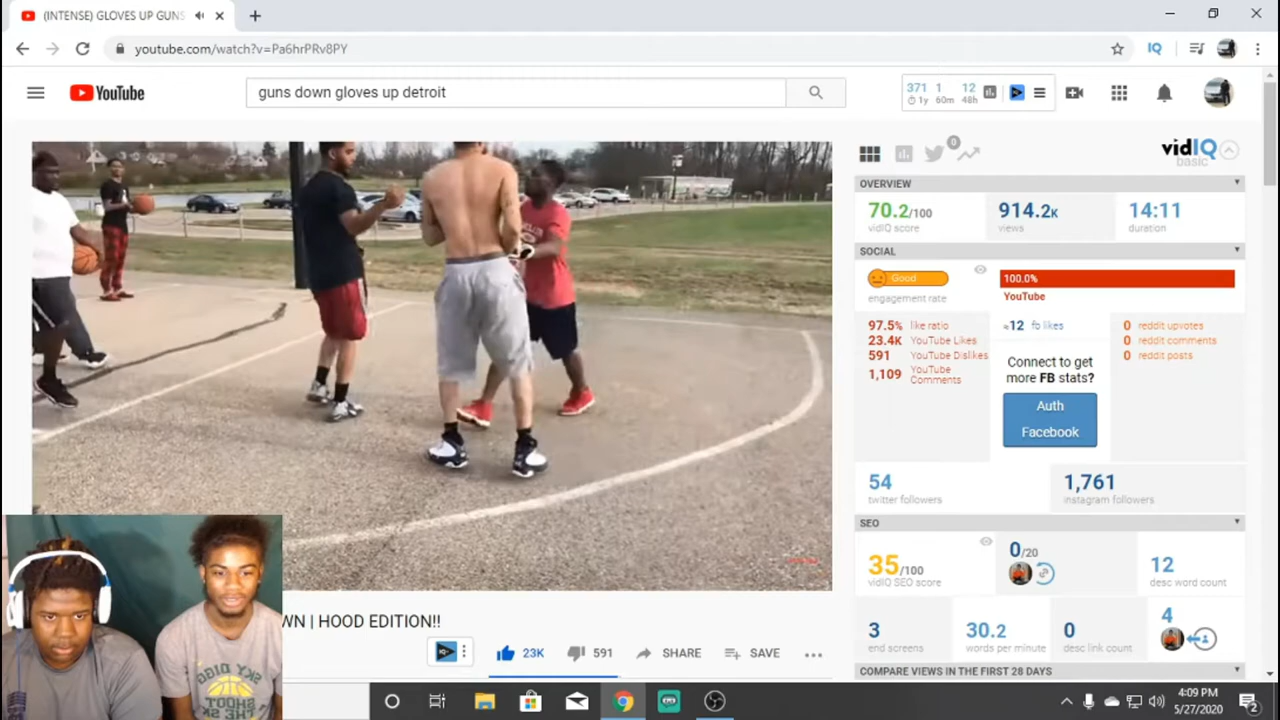 (INTENSE) GLOVES UP GUNS
youtube.com/watch?v=Pa6hrPRv8PY
IQ
YouTube
guns down gloves up detroit
371 1 12
1y 60m 48h
0
vidIQ
basic
OVERVIEW
70.2/100
vidIQ score
914.2K
views
14:11
duration
SOCIAL
Good
engagement rate
100.0%
YouTube
97.5% like ratio
23.4K YouTube Likes
591 YouTube Dislikes
1,109 YouTube Comments
≈12 fb likes
Connect to get
more FB stats?
Auth
Facebook
0 reddit upvotes
0 reddit comments
0 reddit posts
54
twitter followers
1,761
instagram followers
SEO
35/100
vidIQ SEO score
0/20
12
desc word count
3
end screens
30.2
words per minute
0
desc link count
4
COMPARE VIEWS IN THE FIRST 28 DAYS
WN | HOOD EDITION!!
23K
591
SHARE
SAVE
SHOOT
4:09 PM
5/27/2020
2